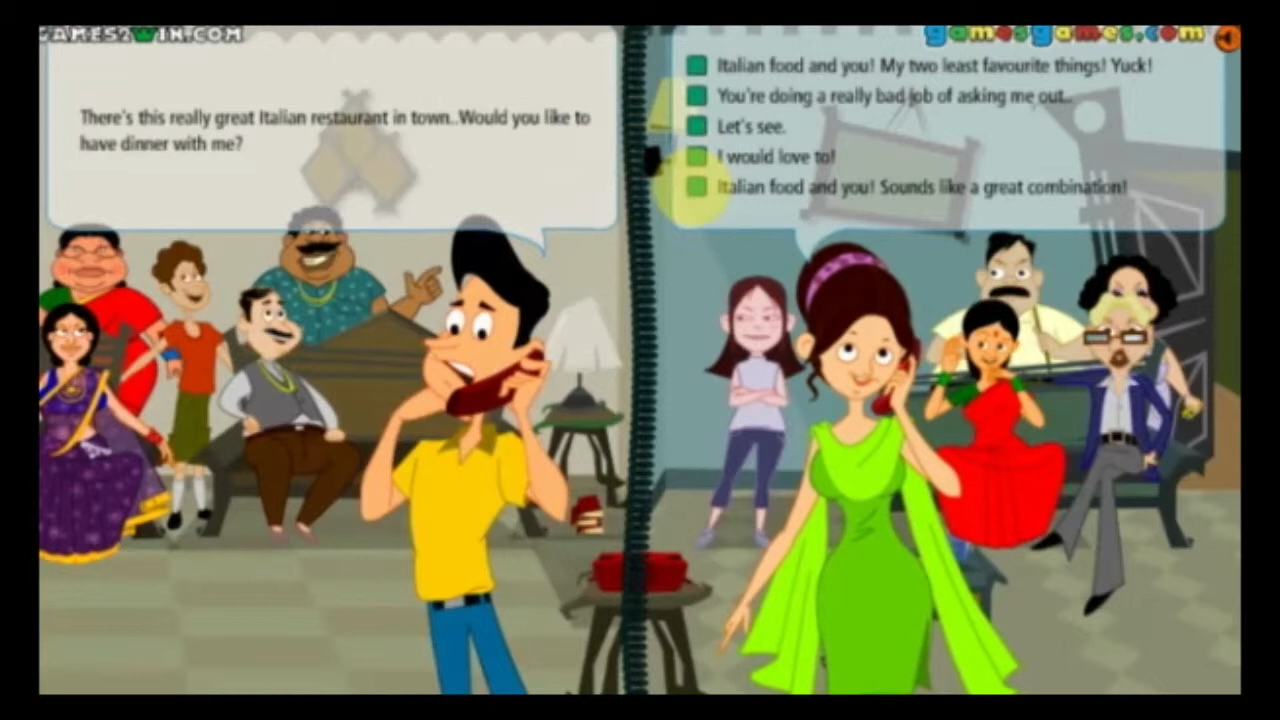 GAMES2WIN.COM
gamesgames.com
There's this really great Italian restaurant in town..Would you like to
have dinner with me?
Italian food and you! My two least favourite things! Yuck!
You're doing a really bad job of asking me out..
Let's see.
I would love to!
Italian food and you! Sounds like a great combination!